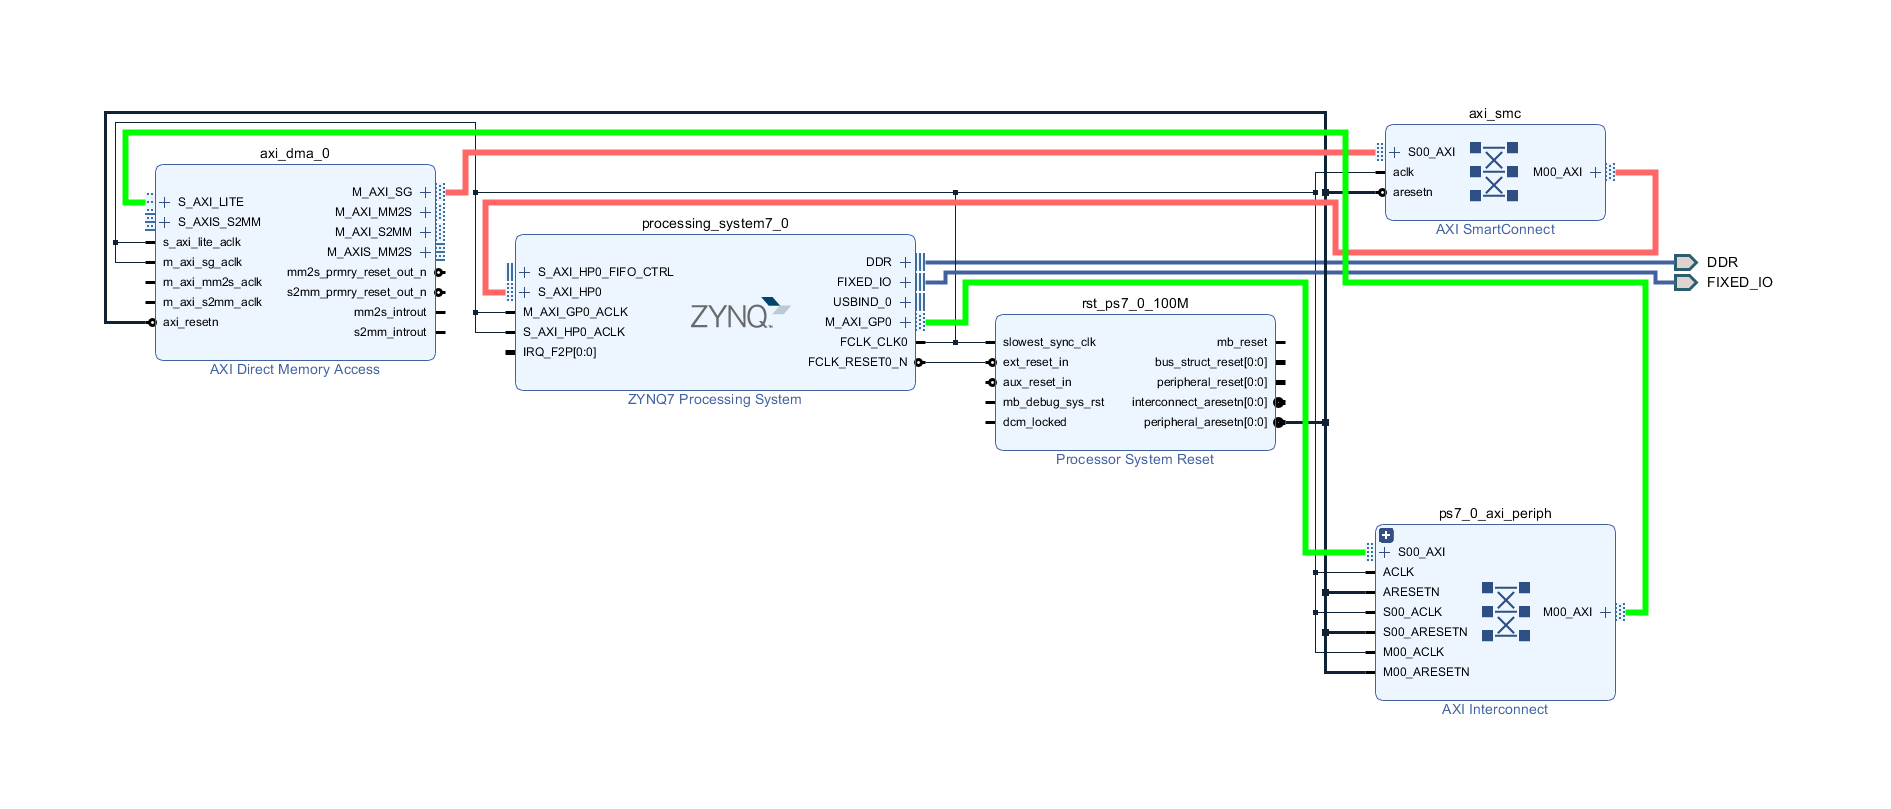 axi_dma_0
S_AXI_LITE
S_AXIS_S2MM
s_axi_lite_aclk
m_axi_sg_aclk
m_axi_mm2s_aclk
m_axi_s2mm_aclk
axi_resetn
M_AXI_SG
M_AXI_MM2S
M_AXI_S2MM
M_AXIS_MM2S
mm2s_prmry_reset_out_n
s2mm_prmry_reset_out_n
mm2s_introut
s2mm_introut
AXI Direct Memory Access
processing_system7_0
S_AXI_HP0_FIFO_CTRL
S_AXI_HP0
M_AXI_GP0_ACLK
S_AXI_HP0_ACLK
IRQ_F2P[0:0]
ZYNQ
DDR
FIXED_IO
USBIND_0
M_AXI_GP0
FCLK_CLK0
FCLK_RESET0_N
ZYNQ7 Processing System
rst_ps7_0_100M
slowest_sync_clk
ext_reset_in
aux_reset_in
mb_debug_sys_rst
dcm_locked
mb_reset
bus_struct_reset[0:0]
peripheral_reset[0:0]
interconnect_aresetn[0:0]
peripheral_aresetn[0:0]
Processor System Reset
axi_smc
S00_AXI
aclk
aresetn
M00_AXI
AXI SmartConnect
DDR
FIXED_IO
ps7_0_axi_periph
S00_AXI
ACLK
ARESETN
S00_ACLK
S00_ARESETN
M00_ACLK
M00_ARESETN
M00_AXI
AXI Interconnect